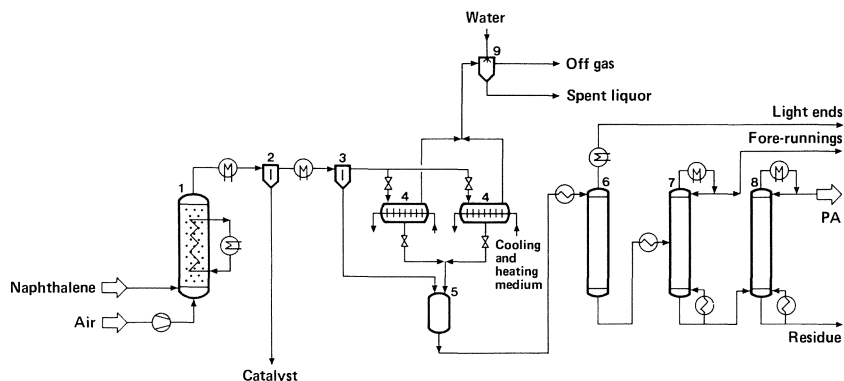 Water
9
Off gas
Spent liquor
Light ends
Fore-runnings
2
3
1
4
4
6
7
8
PA
Cooling
and
heating
medium
Naphthalene
5
Air
Residue
Catalyst